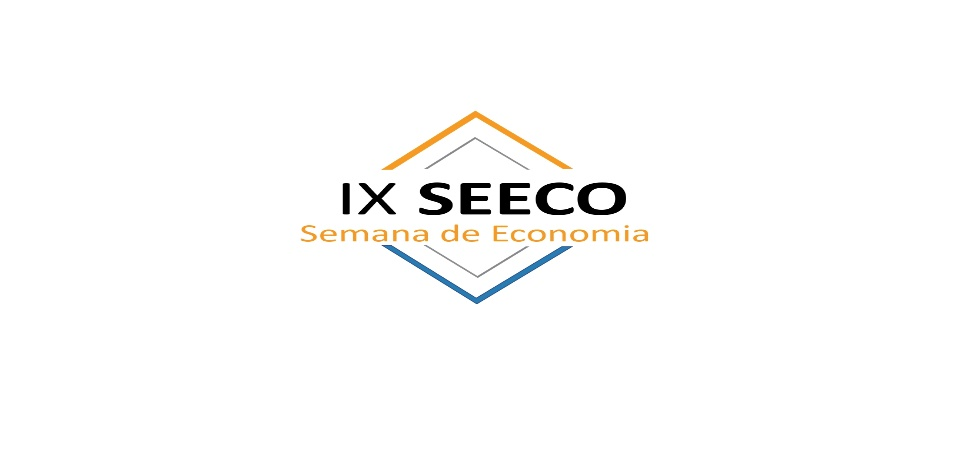 IX SEECO
Semana de Economia